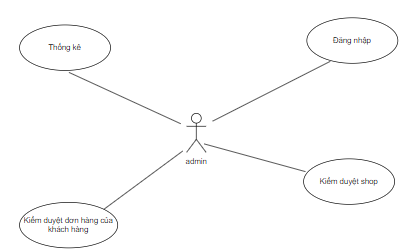 Đăng nhập
Thống kê
admin
Kiểm duyệt shop
Kiểm duyệt đơn hàng của
khách hàng